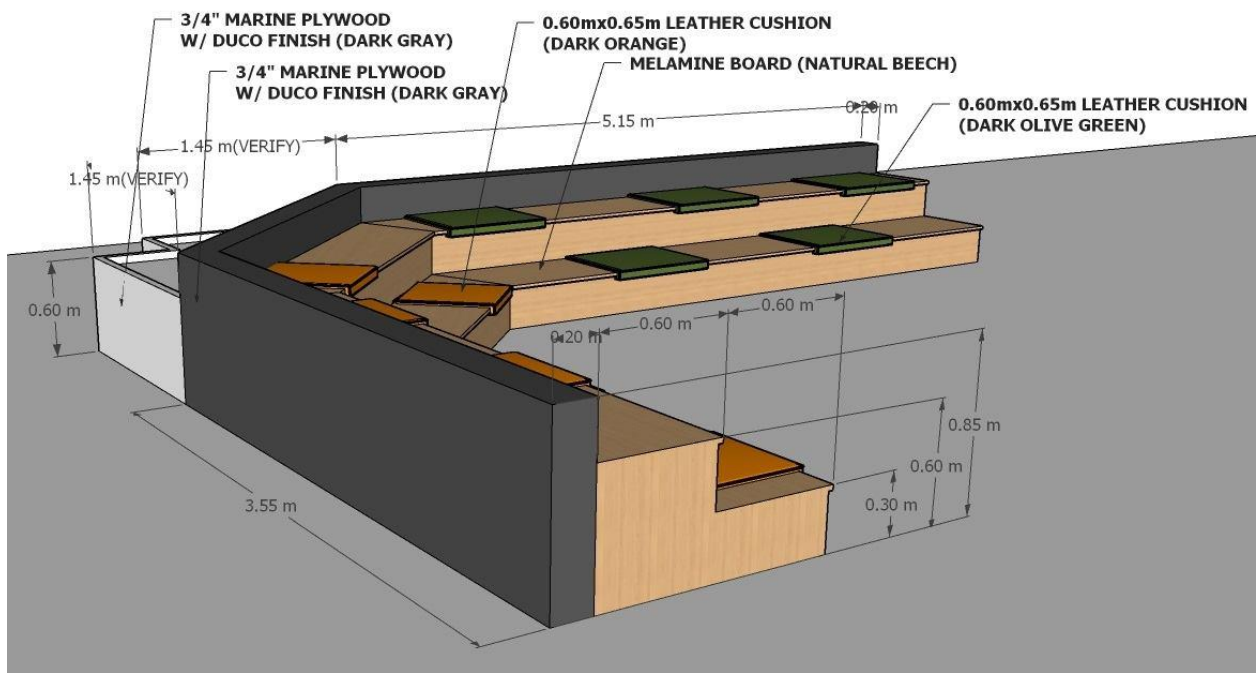 3/4" MARINE PLYWOOD
W/ DUCO FINISH (DARK GRAY)
0.60mx0.65m LEATHER CUSHION
(DARK ORANGE)
3/4" MARINE PLYWOOD
W/ DUCO FINISH (DARK GRAY)
MELAMINE BOARD (NATURAL BEECH)
0.60mx0.65m LEATHER CUSHION
(DARK OLIVE GREEN)
0.20 m
5.15 m
1.45 m(VERIFY)
1.45 m(VERIFY)
0.60 m
0.20 m
0.60 m
0.60 m
0.85 m
0.60 m
0.30 m
3.55 m